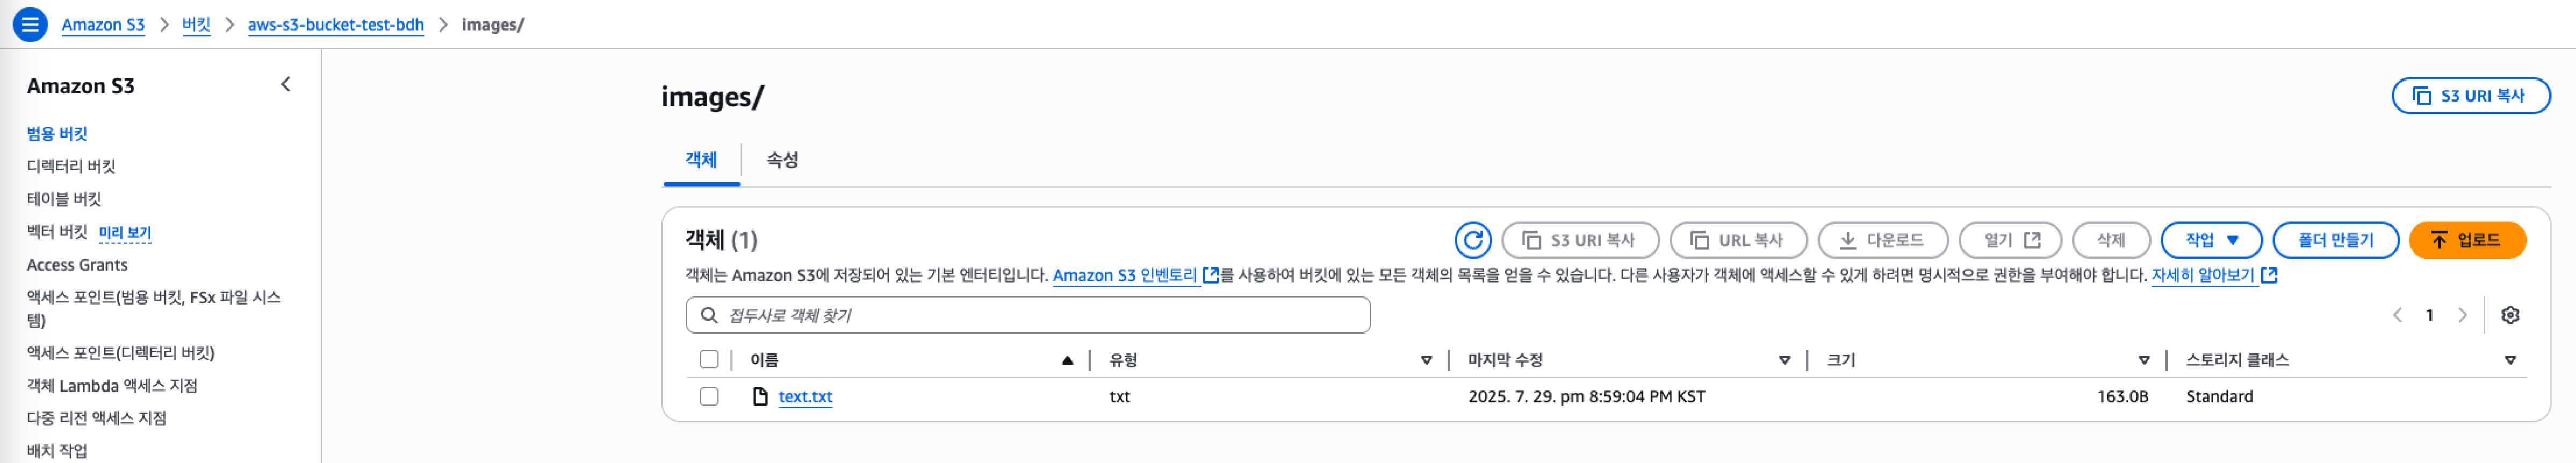 Amazon S3 > 버킷 > aws-s3-bucket-test-bdh > images/
Amazon S3
범용 버킷
디렉터리 버킷
테이블 버킷
벡터 버킷 미리 보기
Access Grants
액세스 포인트(범용 버킷, FSx 파일 시스
템)
액세스 포인트(디렉터리 버킷)
객체 Lambda 액세스 지점
다중 리전 액세스 지점
배치 작업
images/
S3 URI 복사
객체 속성
객체 (1)
S3 URI 복사 URL 복사 다운로드 열기 삭제 작업 폴더 만들기 업로드
객체는 Amazon S3에 저장되어 있는 기본 엔터티입니다. Amazon S3 인벤토리를 사용하여 버킷에 있는 모든 객체의 목록을 얻을 수 있습니다. 다른 사용자가 객체에 액세스할 수 있게 하려면 명시적으로 권한을 부여해야 합니다. 자세히 알아보기
접두사로 객체 찾기
1
이름 유형 마지막 수정 크기 스토리지 클래스
text.txt txt 2025. 7. 29. pm 8:59:04 PM KST 163.0B Standard